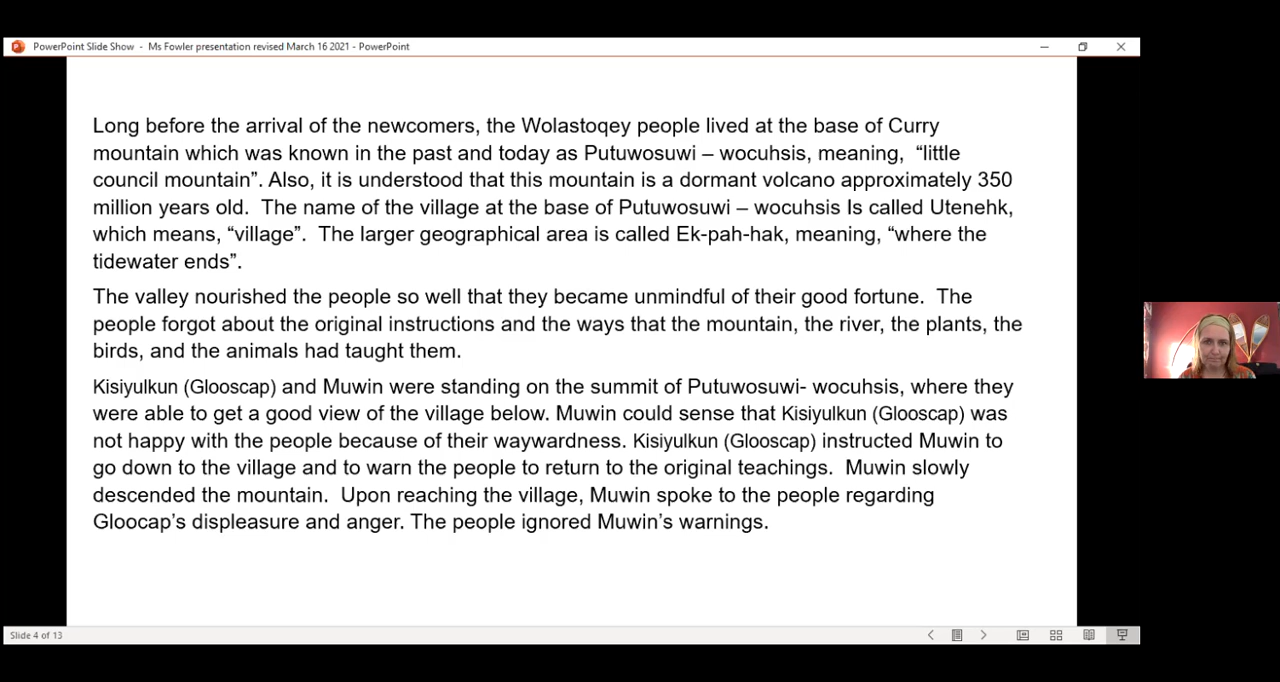 PowerPoint Slide Show - Ms Fowler presentation revised March 16 2021 - PowerPoint
Long before the arrival of the newcomers, the Wolastoqey people lived at the base of Curry
mountain which was known in the past and today as Putuwosuwi – wocuhsis, meaning, “little
council mountain”. Also, it is understood that this mountain is a dormant volcano approximately 350
million years old. The name of the village at the base of Putuwosuwi – wocuhsis Is called Utenehk,
which means, “village”. The larger geographical area is called Ek-pah-hak, meaning, “where the
tidewater ends”.
The valley nourished the people so well that they became unmindful of their good fortune. The
people forgot about the original instructions and the ways that the mountain, the river, the plants, the
birds, and the animals had taught them.
Kisiyulkun (Glooscap) and Muwin were standing on the summit of Putuwosuwi- wocuhsis, where they
were able to get a good view of the village below. Muwin could sense that Kisiyulkun (Glooscap) was
not happy with the people because of their waywardness. Kisiyulkun (Glooscap) instructed Muwin to
go down to the village and to warn the people to return to the original teachings. Muwin slowly
descended the mountain. Upon reaching the village, Muwin spoke to the people regarding
Gloocap’s displeasure and anger. The people ignored Muwin’s warnings.
Slide 4 of 13